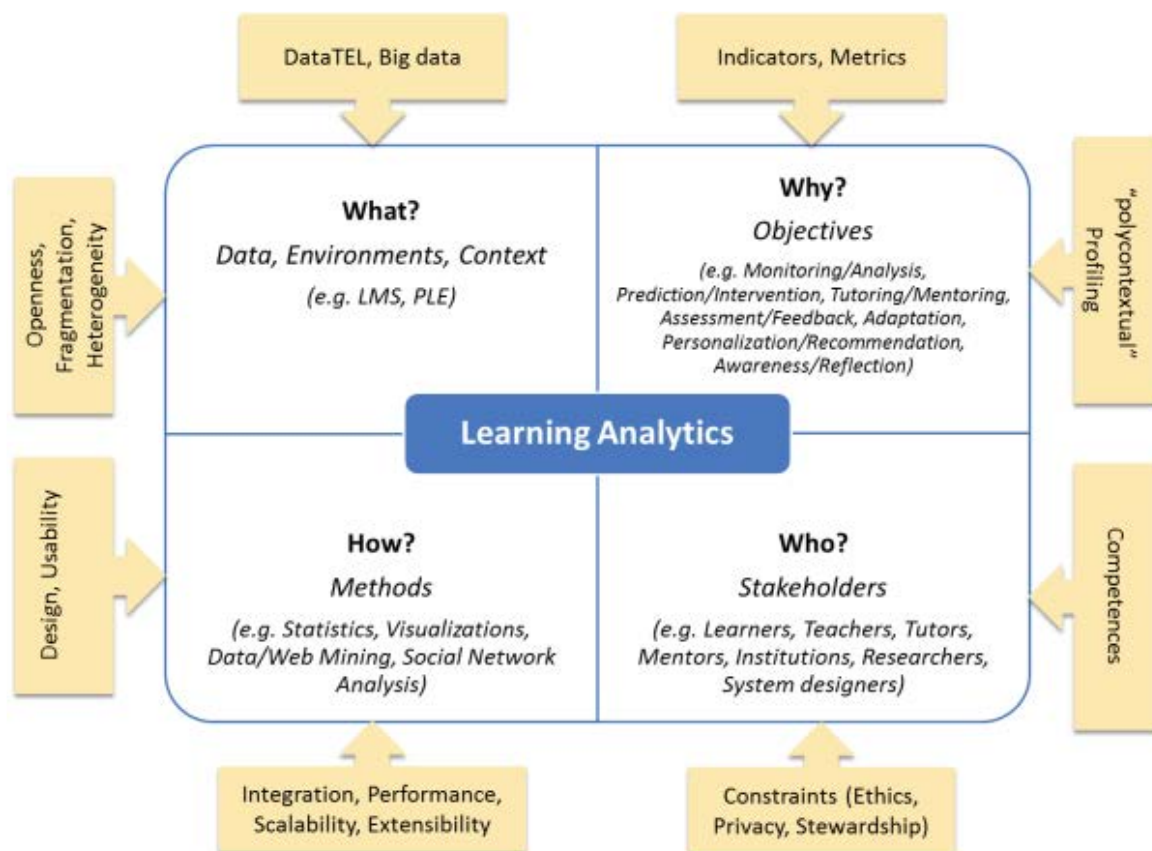 DataTEL, Big data
Indicators, Metrics
Openness,
Fragmentation,
Heterogeneity
What?
Data, Environments, Context
(e.g. LMS, PLE)
Why?
Objectives
(e.g. Monitoring/Analysis,
Prediction/Intervention, Tutoring/Mentoring,
Assessment/Feedback, Adaptation,
Personalization/Recommendation,
Awareness/Reflection)
“polycontextual”
Profiling
Learning Analytics
Design, Usability
How?
Methods
(e.g. Statistics, Visualizations,
Data/Web Mining, Social Network
Analysis)
Who?
Stakeholders
(e.g. Learners, Teachers, Tutors,
Mentors, Institutions, Researchers,
System designers)
Competences
Integration, Performance,
Scalability, Extensibility
Constraints (Ethics,
Privacy, Stewardship)